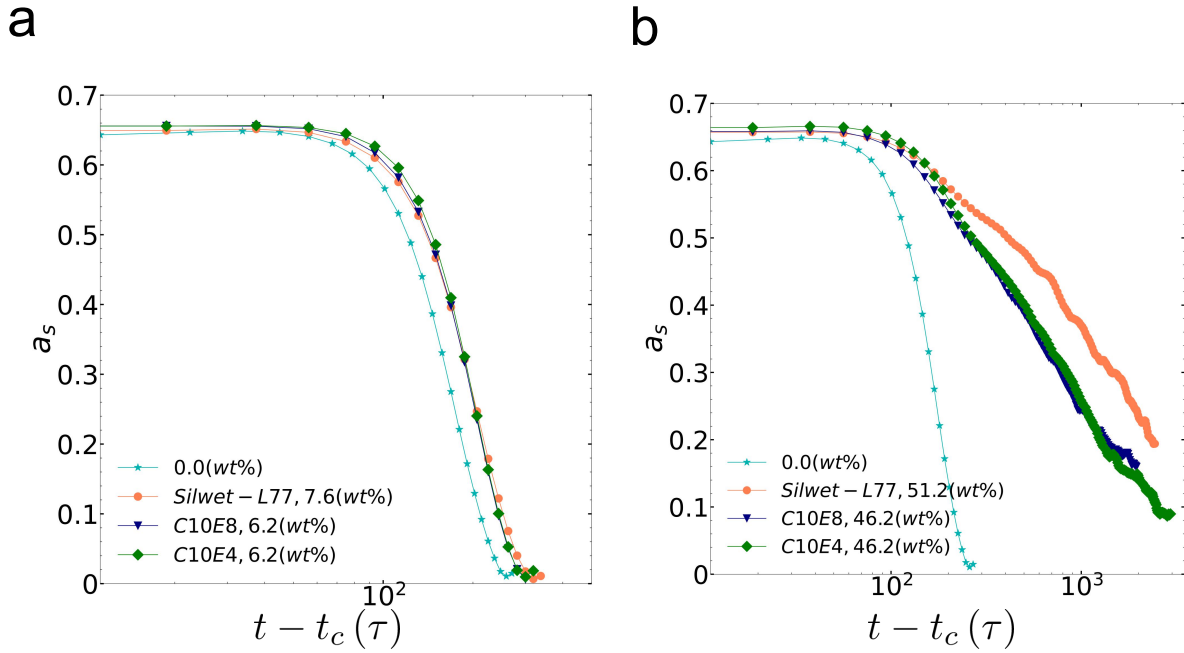 a
0.7
0.6
0.5
0.4
0.3
0.2
0.1
0
a_s
10^2
t − t_c (τ)
0.0(wt%)
Silwet − L77, 7.6(wt%)
C10E8, 6.2(wt%)
C10E4, 6.2(wt%)
b
0.7
0.6
0.5
0.4
0.3
0.2
0.1
0
a_s
10^2
10^3
t − t_c (τ)
0.0(wt%)
Silwet − L77, 51.2(wt%)
C10E8, 46.2(wt%)
C10E4, 46.2(wt%)